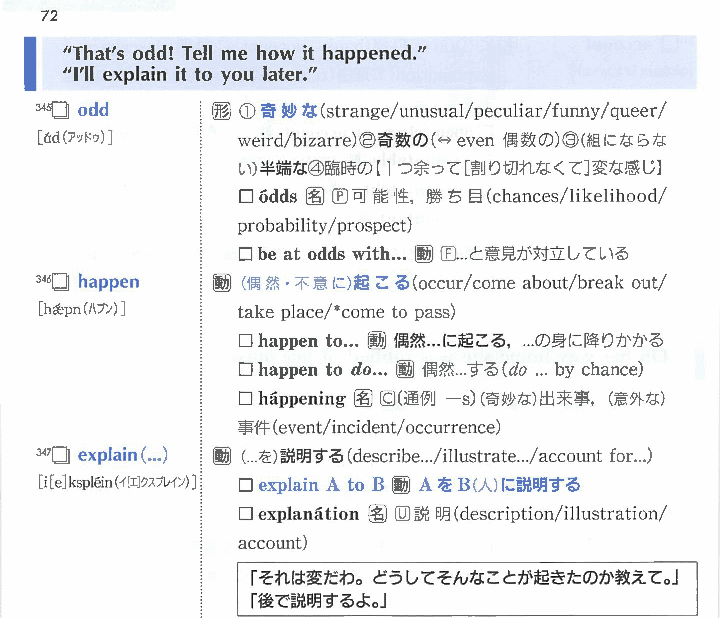 72
"That's odd! Tell me how it happened."
"I'll explain it to you later."
345 odd
[ád(アッドゥ)]
形 ①奇妙な(strange/unusual/peculiar/funny/queer/
weird/bizarre)②奇数の(↔ even 偶数の)③(組にならな
い)半端な④臨時の【1つ余って[割り切れなくて]変な感じ】
□ ódds 名 Ⓟ可能性，勝ち目(chances/likelihood/
probability/prospect)
□ be at odds with... 動 Ⓕ...と意見が対立している
346 happen
[hǽpn(ハプン)]
動 (偶然・不意に)起こる(occur/come about/break out/
take place/*come to pass)
□ happen to... 動 偶然...に起こる，...の身に降りかかる
□ happen to do... 動 偶然...する(do ... by chance)
□ háppening 名 Ⓒ(通例 —s)(奇妙な)出来事，(意外な)
事件(event/incident/occurrence)
347 explain(...)
[i[e]kspléin(イ[エ]クスプレイン)]
動 (...を)説明する(describe.../illustrate.../account for...)
□ explain A to B 動 AをB(人)に説明する
□ explanátion 名 Ⓤ説明(description/illustration/
account)
「それは変だわ。どうしてそんなことが起きたのか教えて。」
「後で説明するよ。」